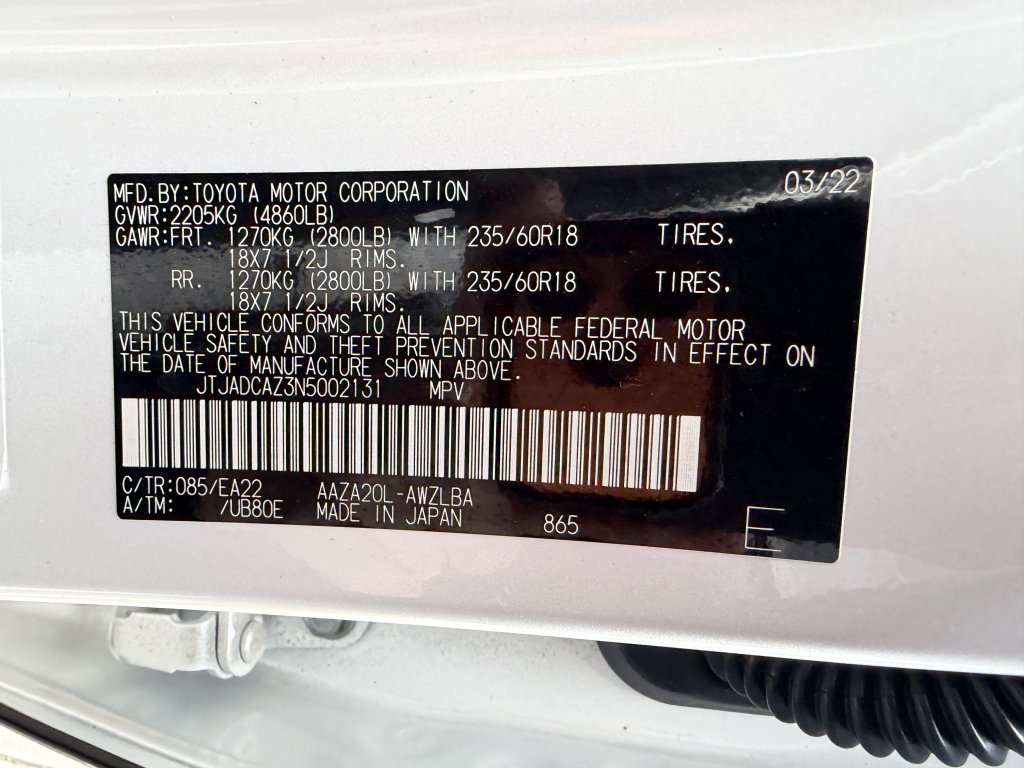 MFD.BY:TOYOTA MOTOR CORPORATION 03/22
GVWR:2205KG (4860LB)
GAWR:FRT. 1270KG (2800LB) WITH 235/60R18 TIRES,
18X7 1/2J RIMS.
RR. 1270KG (2800LB) WITH 235/60R18 TIRES,
18X7 1/2J RIMS.
THIS VEHICLE CONFORMS TO ALL APPLICABLE FEDERAL MOTOR
VEHICLE SAFETY AND THEFT PREVENTION STANDARDS IN EFFECT ON
THE DATE OF MANUFACTURE SHOWN ABOVE.
JTJADCAZ3N5002131 MPV
C/TR:085/EA22 AAZA20L-AWZLBA
A/TM: /UB80E MADE IN JAPAN 865 E